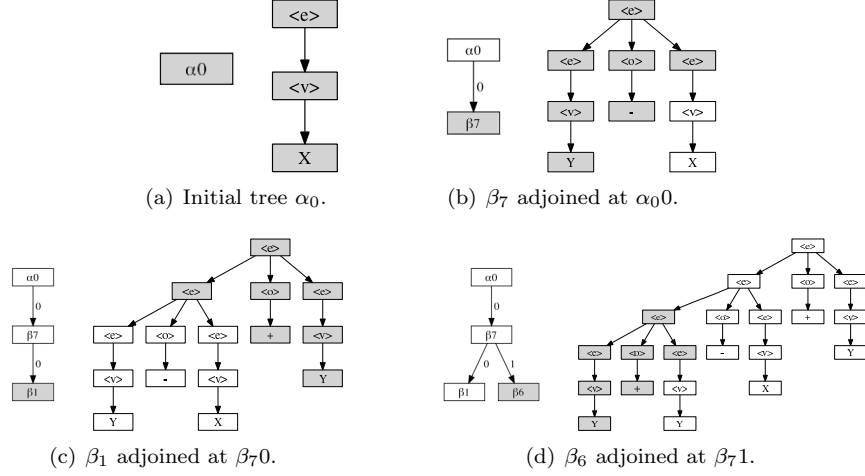 α0
<e>
<v>
X
(a) Initial tree α₀.
α0
0
β7
<e>
<e> <o> <e>
<v> - <v>
Y X
(b) β₇ adjoined at α₀0.
α0
0
β7
0
β1
<e>
<e> <o> <e>
<e> <o> <e> + <v>
<v> - <v> Y
Y X
(c) β₁ adjoined at β₇0.
α0
0
β7
0 1
β1 β6
<e>
<e> <o> <e>
<e> <o> <e> + <v>
<e> <o> <e> - <v> Y
<v> + <v> X
Y Y
(d) β₆ adjoined at β₇1.